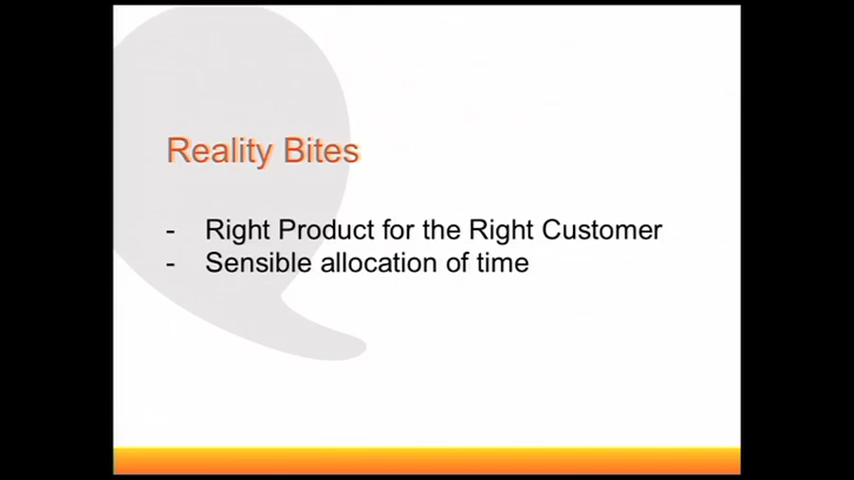 Reality Bites
- Right Product for the Right Customer
- Sensible allocation of time